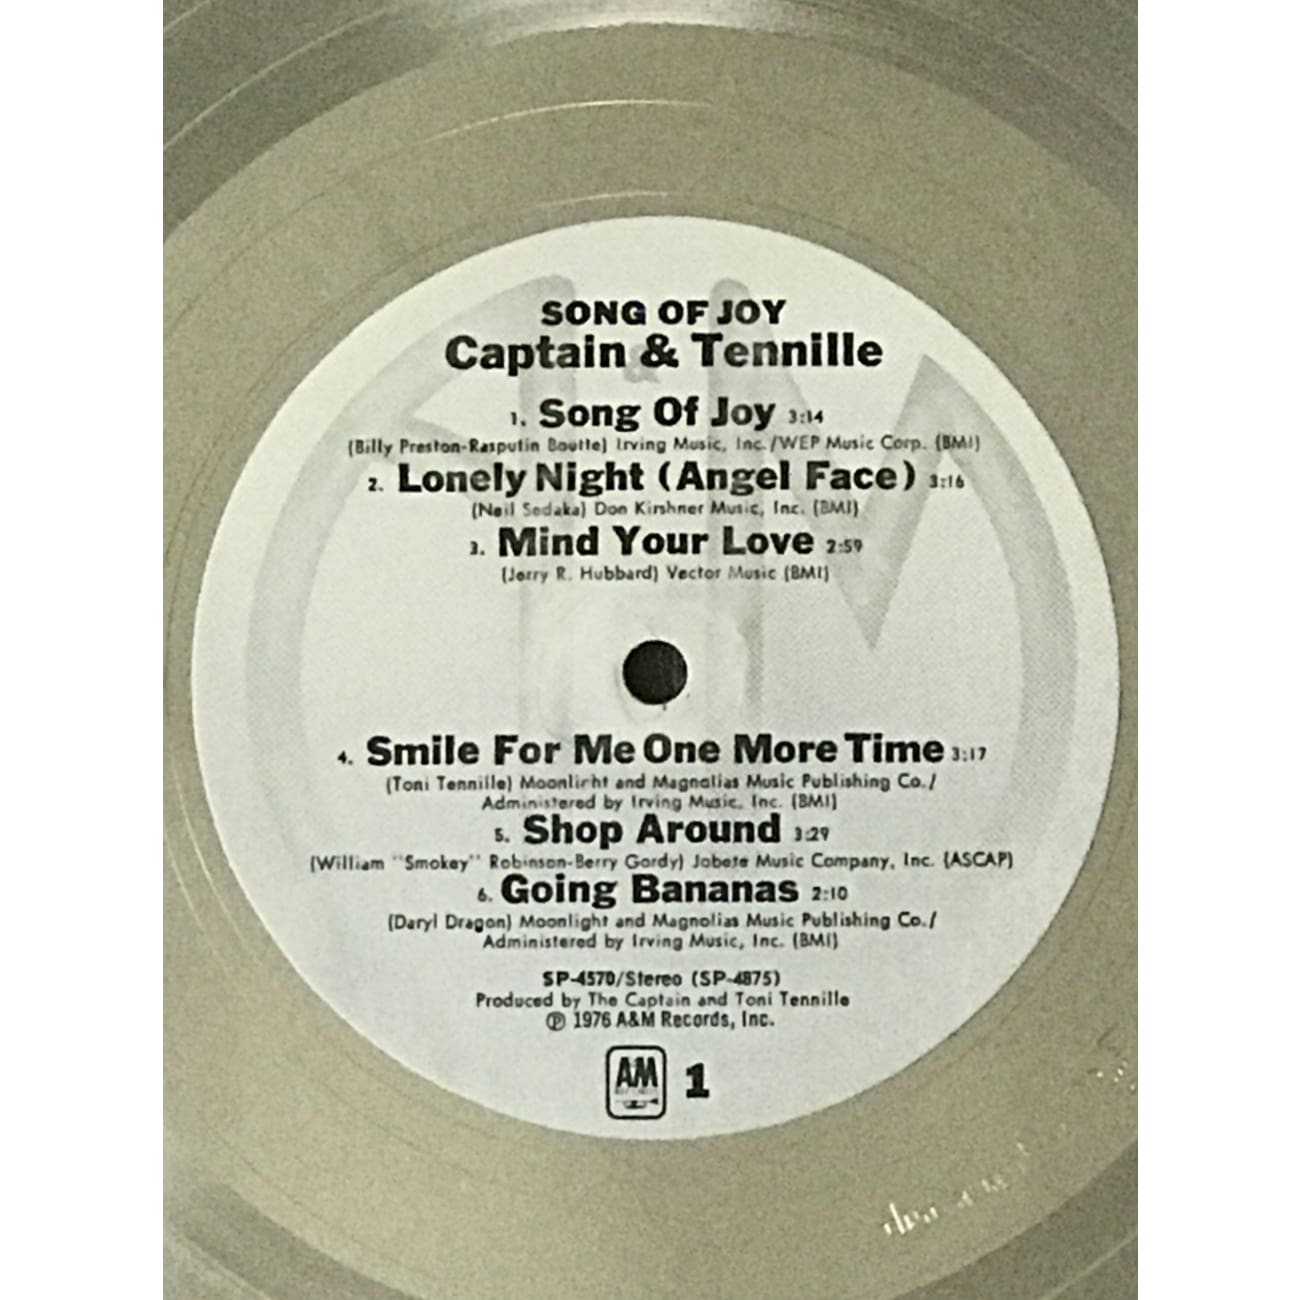 SONG OF JOY
Captain & Tennille
1. Song Of Joy 3:14
(Billy Preston-Rasputin Boutte) Irving Music, Inc./WEP Music Corp. (BMI)
2. Lonely Night (Angel Face) 3:16
(Neil Sedaka) Don Kirshner Music, Inc. (BMI)
3. Mind Your Love 2:59
(Jerry R. Hubbard) Vector Music (BMI)
4. Smile For Me One More Time 3:17
(Toni Tennille) Moonlight and Magnolias Music Publishing Co./
Administered by Irving Music, Inc. (BMI)
5. Shop Around 3:29
(William "Smokey" Robinson-Berry Gordy) Jobete Music Company, Inc. (ASCAP)
6. Going Bananas 2:10
(Daryl Dragon) Moonlight and Magnolias Music Publishing Co./
Administered by Irving Music, Inc. (BMI)
SP-4570/Stereo (SP-4875)
Produced by The Captain and Toni Tennille
℗ 1976 A&M Records, Inc.
AM 1